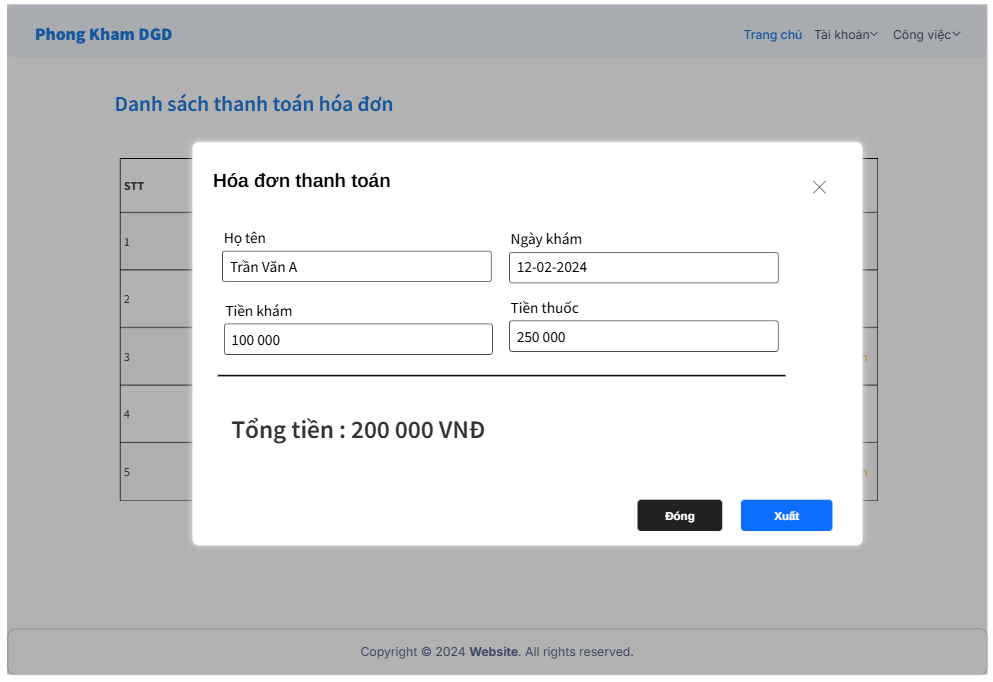 Phong Kham DGD
Trang chủ Tài khoản Công việc
Danh sách thanh toán hóa đơn
STT
1
2
3
4
5
Hóa đơn thanh toán
Họ tên
Trần Văn A
Ngày khám
12-02-2024
Tiền khám
100 000
Tiền thuốc
250 000
Tổng tiền : 200 000 VNĐ
Đóng
Xuất
Copyright © 2024 Website. All rights reserved.